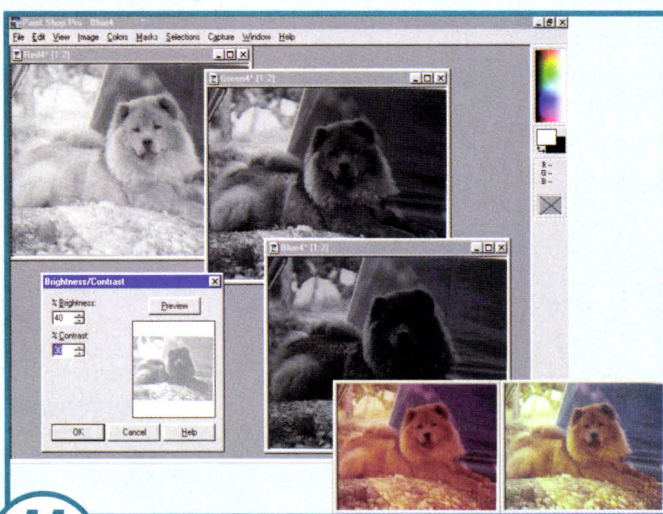 Paint Shop Pro - Blue4
File Edit View Image Colors Masks Selections Capture Window Help
Red4* [1:2]
Green4* [1:2]
R -
G -
B -
Blue4* [1:2]
Brightness/Contrast
% Brightness:
40
Preview
% Contrast:
OK Cancel Help